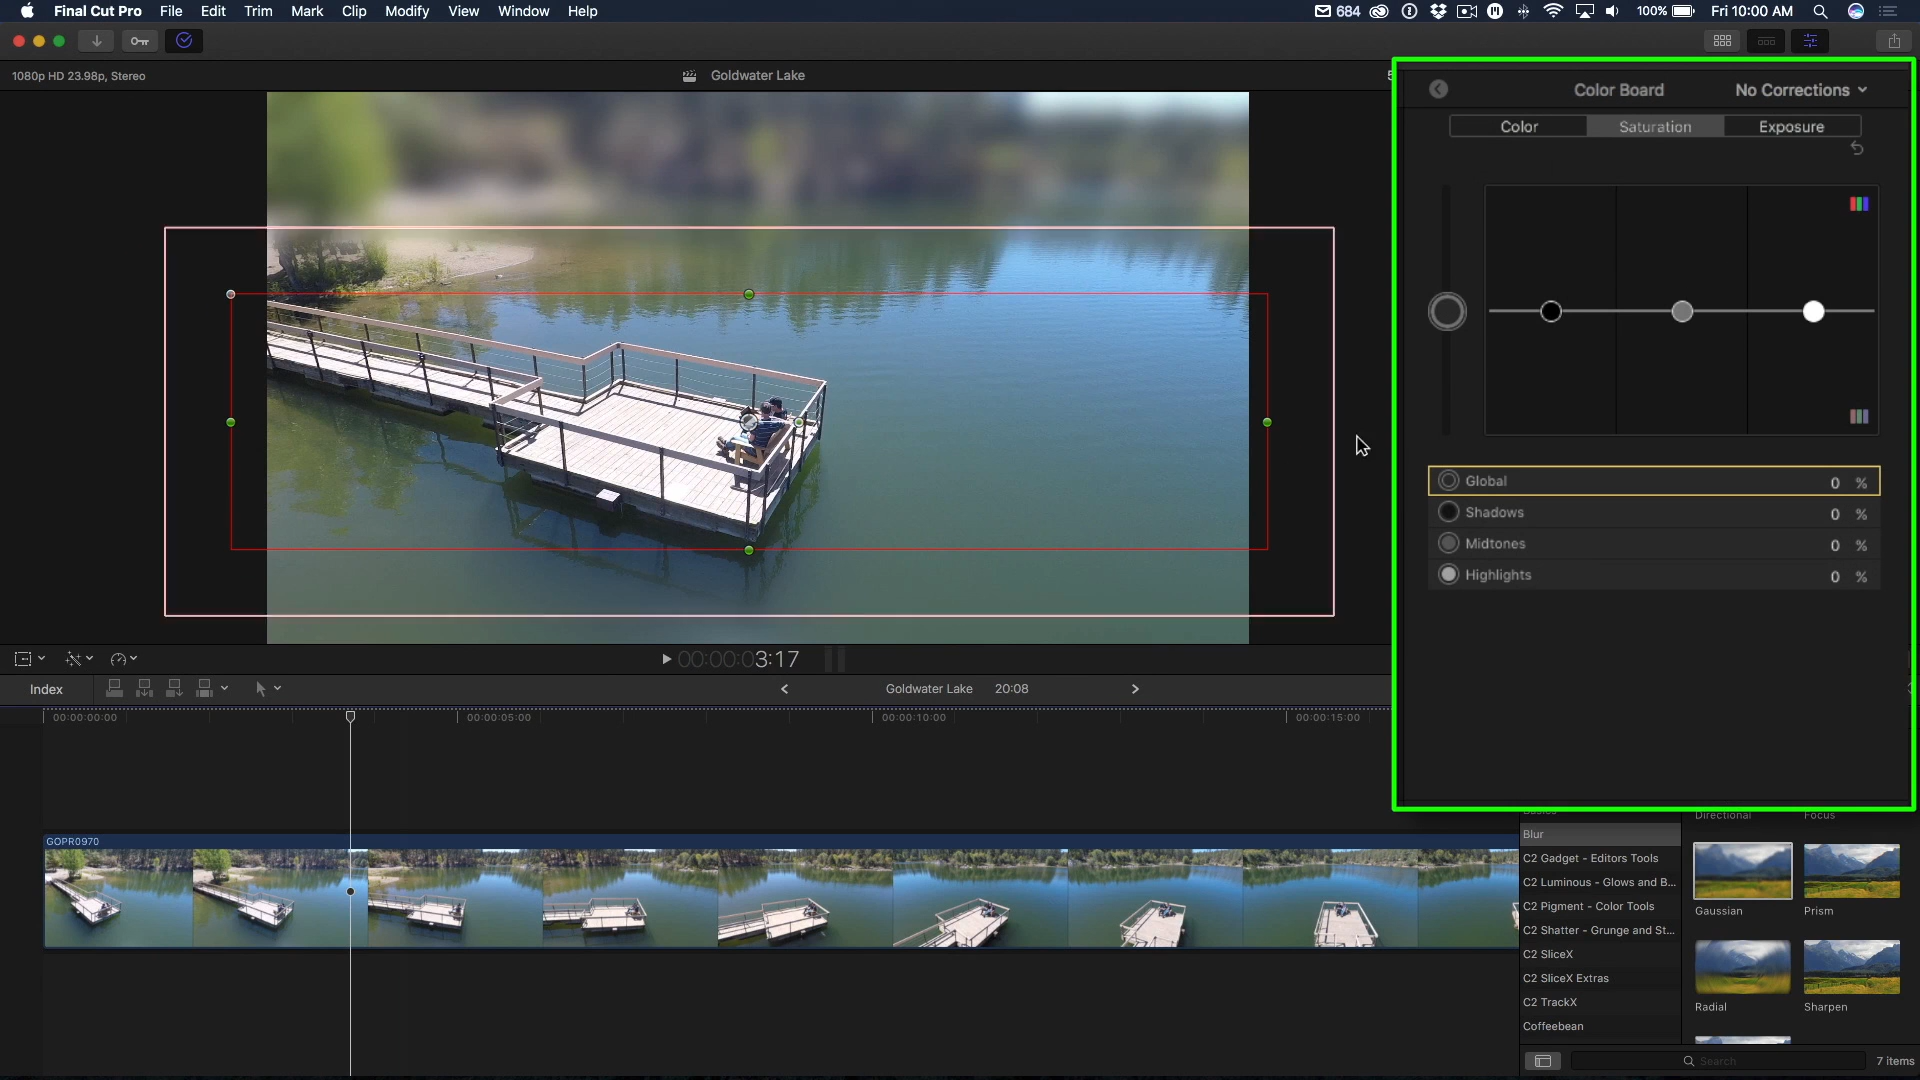 Final Cut Pro File Edit Trim Mark Clip Modify View Window Help 684 100% Fri 10:00 AM
1080p HD 23.98p, Stereo
Goldwater Lake
Color Board
No Corrections
Color Saturation Exposure
Global 0 %
Shadows 0 %
Midtones 0 %
Highlights 0 %
00:00:03:17
Index
Goldwater Lake 20:08
00:00:00:00 00:00:05:00 00:00:10:00 00:00:15:00
GOPR0970
Blur
C2 Gadget - Editors Tools
C2 Luminous - Glows and B...
C2 Pigment - Color Tools
C2 Shatter - Grunge and St...
C2 SliceX
C2 SliceX Extras
C2 TrackX
Coffeebean
Directional Focus
Gaussian Prism
Radial Sharpen
Search
7 items